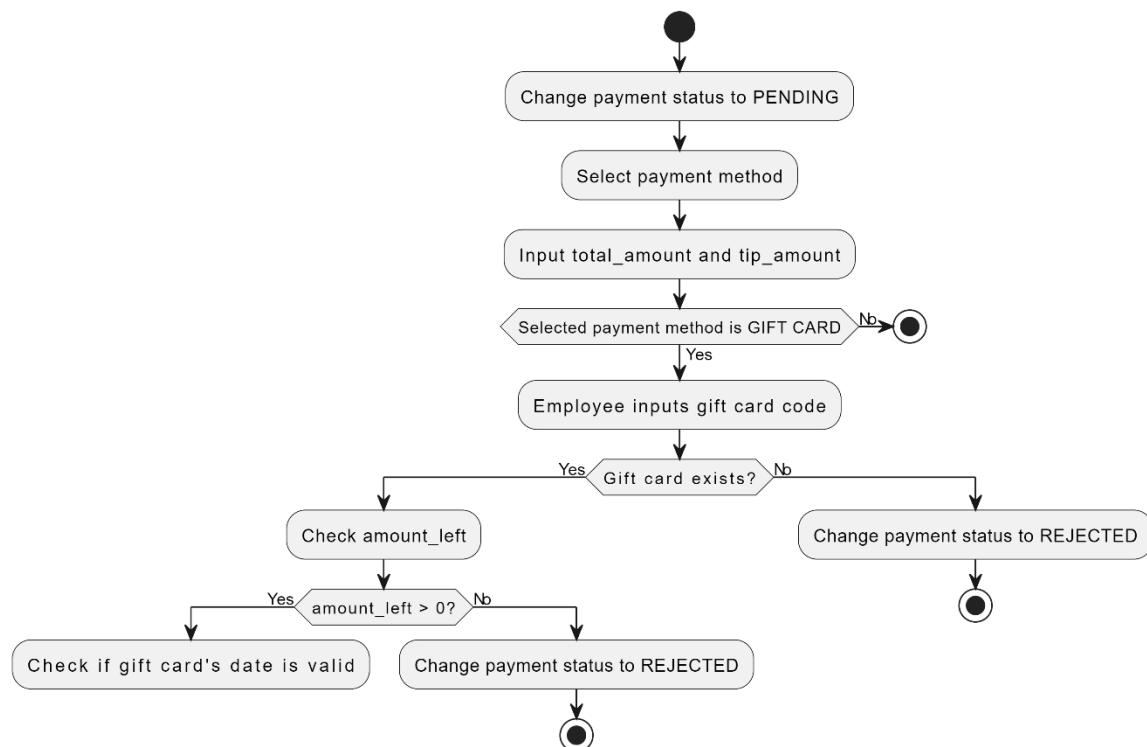 Change payment status to PENDING
Select payment method
Input total_amount and tip_amount
Selected payment method is GIFT CARD
No
Yes
Employee inputs gift card code
Yes
Gift card exists?
No
Check amount_left
Change payment status to REJECTED
Yes
amount_left > 0?
No
Check if gift card's date is valid
Change payment status to REJECTED